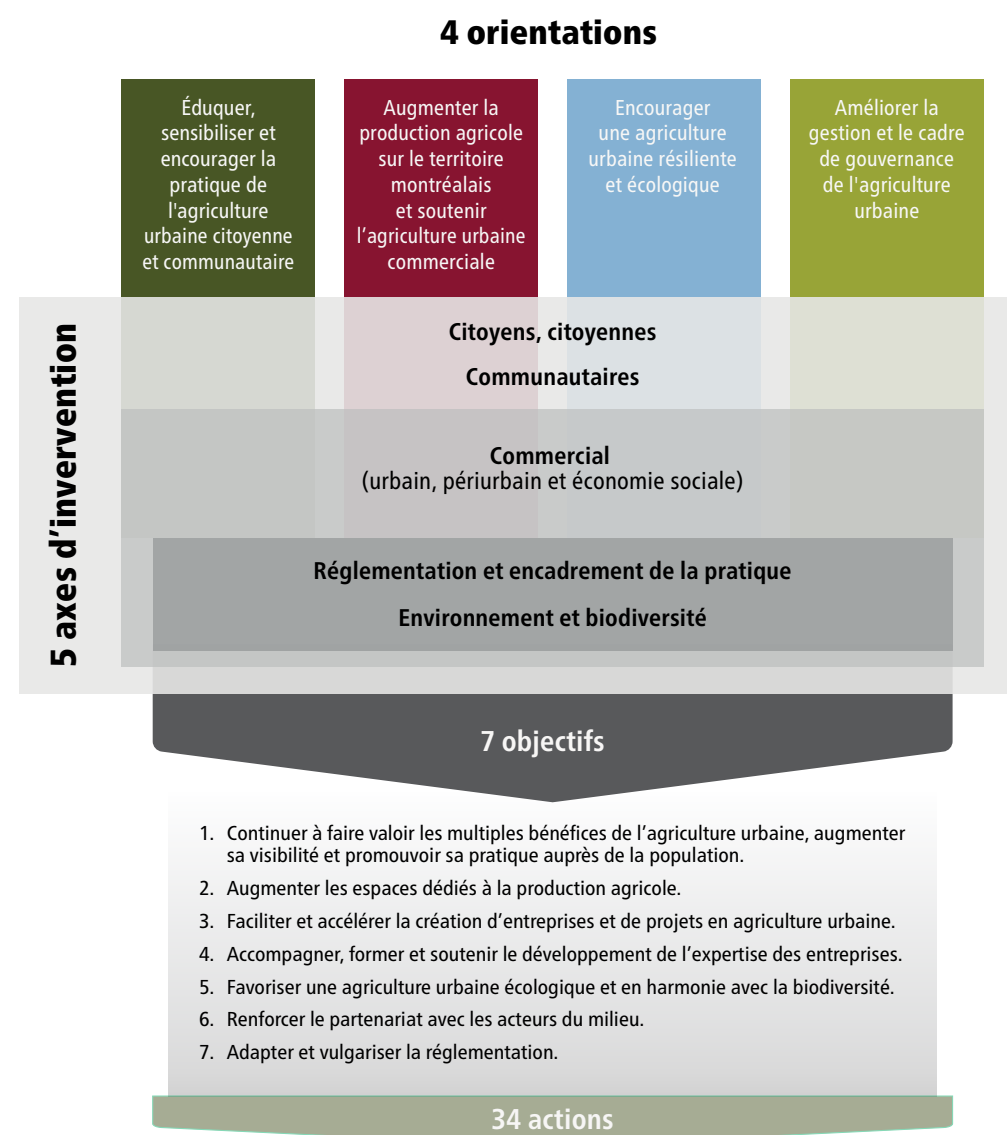 4 orientations
Éduquer,
sensibiliser et
encourager la
pratique de
l'agriculture
urbaine citoyenne
et communautaire
Augmenter la
production agricole
sur le territoire
montréalais
et soutenir
l’agriculture urbaine
commerciale
Encourager
une agriculture
urbaine résiliente
et écologique
Améliorer la
gestion et le cadre
de gouvernance
de l'agriculture
urbaine
5 axes d’invervention
Citoyens, citoyennes
Communautaires
Commercial
(urbain, périurbain et économie sociale)
Réglementation et encadrement de la pratique
Environnement et biodiversité
7 objectifs
1. Continuer à faire valoir les multiples bénéfices de l’agriculture urbaine, augmenter
sa visibilité et promouvoir sa pratique auprès de la population.
2. Augmenter les espaces dédiés à la production agricole.
3. Faciliter et accélérer la création d’entreprises et de projets en agriculture urbaine.
4. Accompagner, former et soutenir le développement de l’expertise des entreprises.
5. Favoriser une agriculture urbaine écologique et en harmonie avec la biodiversité.
6. Renforcer le partenariat avec les acteurs du milieu.
7. Adapter et vulgariser la réglementation.
34 actions